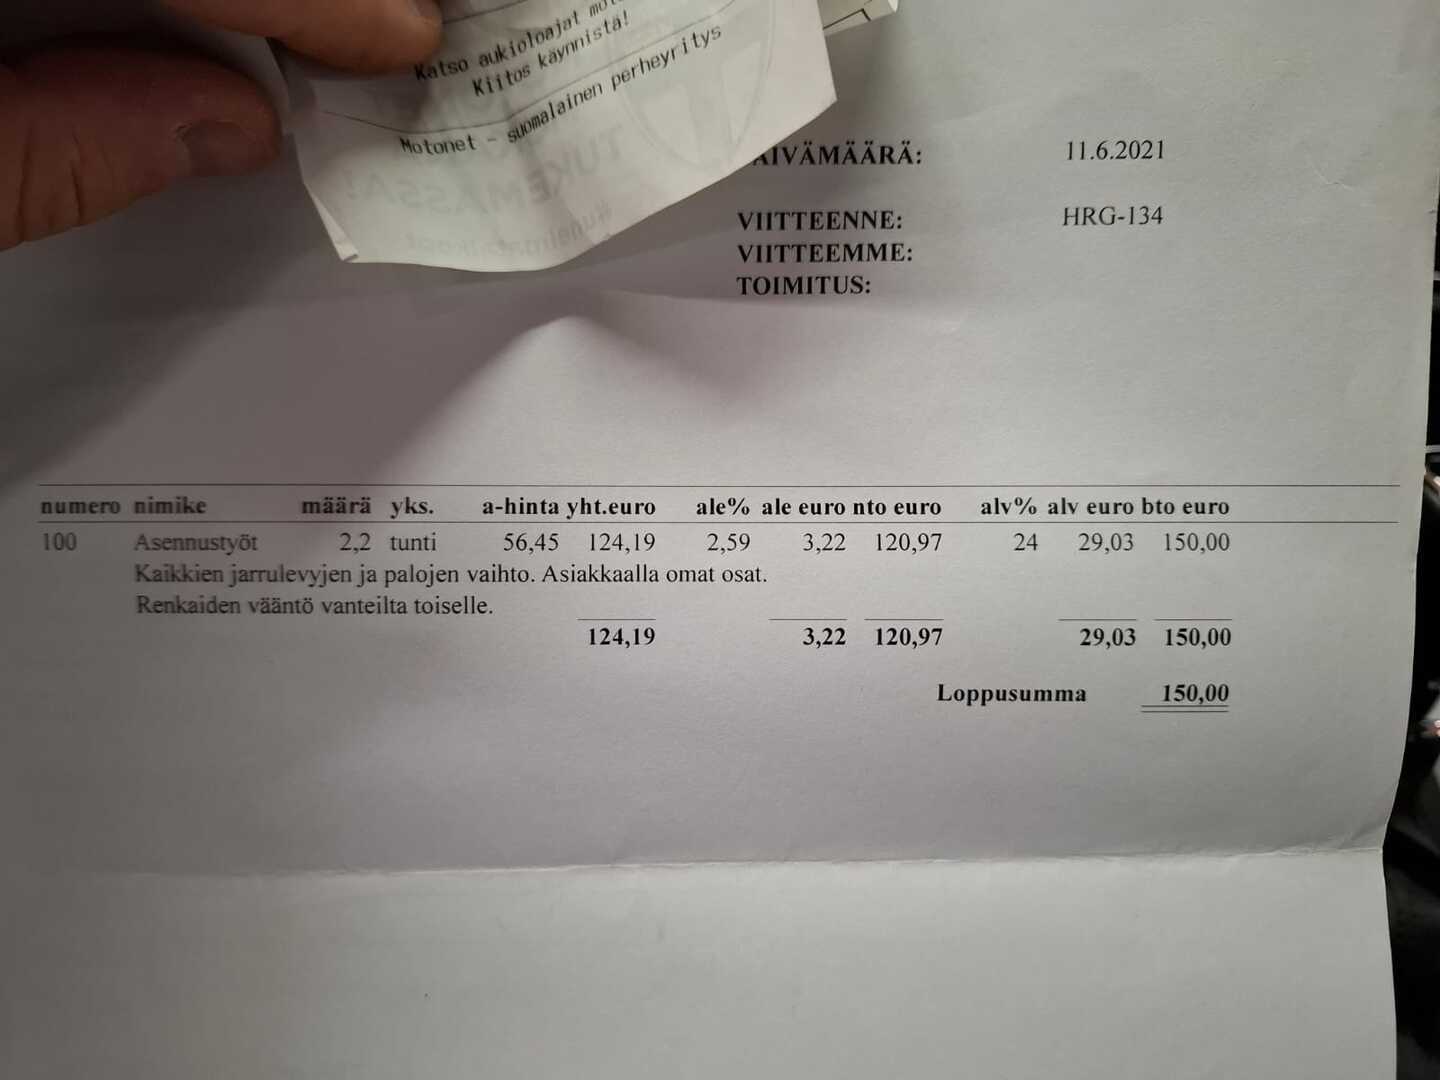 Katso aukioloajat
Kiitos käynnistä!
Motonet - suomalainen perheyritys
TUKEMASSA!
PÄIVÄMÄÄRÄ: 11.6.2021
VIITTEENNE: HRG-134
VIITTEEMME:
TOIMITUS:
numero nimike määrä yks. a-hinta yht.euro ale% ale euro nto euro alv% alv euro bto euro
100 Asennustyöt 2,2 tunti 56,45 124,19 2,59 3,22 120,97 24 29,03 150,00
Kaikkien jarrulevyjen ja palojen vaihto. Asiakkaalla omat osat.
Renkaiden vääntö vanteilta toiselle.
124,19 3,22 120,97 29,03 150,00
Loppusumma 150,00